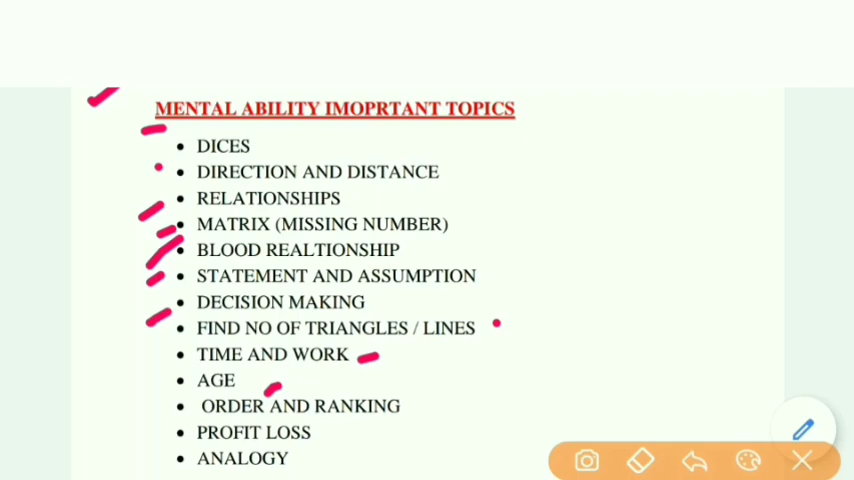 MENTAL ABILITY IMOPRTANT TOPICS
• DICES
• DIRECTION AND DISTANCE
• RELATIONSHIPS
• MATRIX (MISSING NUMBER)
• BLOOD REALTIONSHIP
• STATEMENT AND ASSUMPTION
• DECISION MAKING
• FIND NO OF TRIANGLES / LINES
• TIME AND WORK
• AGE
• ORDER AND RANKING
• PROFIT LOSS
• ANALOGY